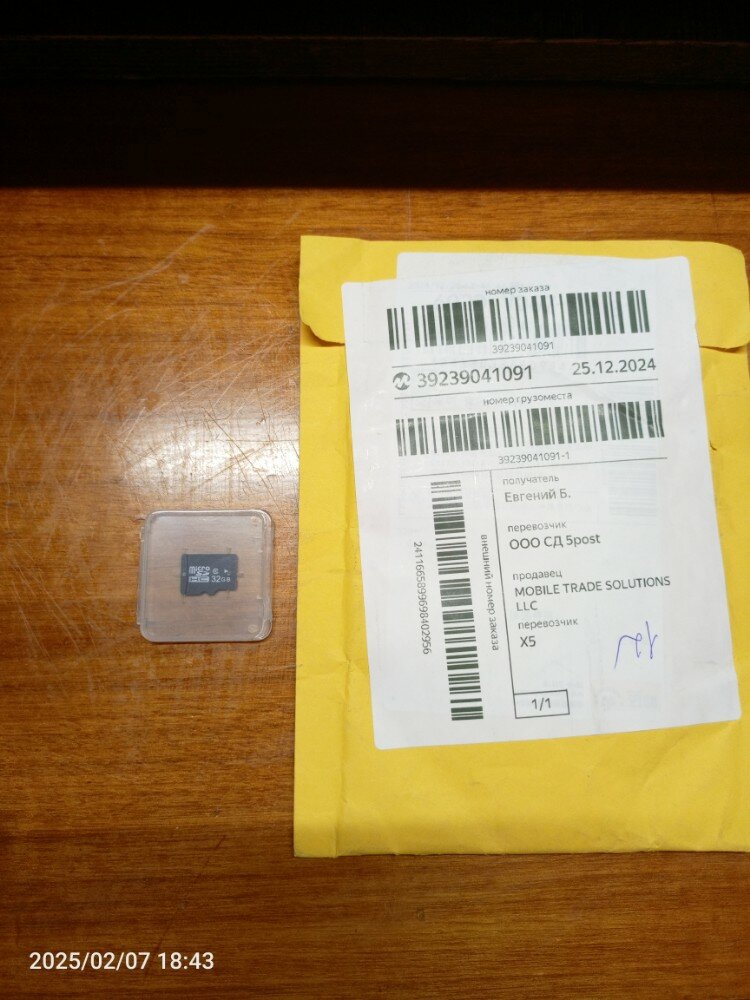 номер заказа
39239041091
39239041091 25.12.2024
номер грузоместа
39239041091-1
получатель
Евгений Б.
перевозчик
ООО СД 5post
продавец
MOBILE TRADE SOLUTIONS
LLC
перевозчик
X5
1/1
внешний номер заказа
2411665899698402956
micro
32GB
2025/02/07 18:43